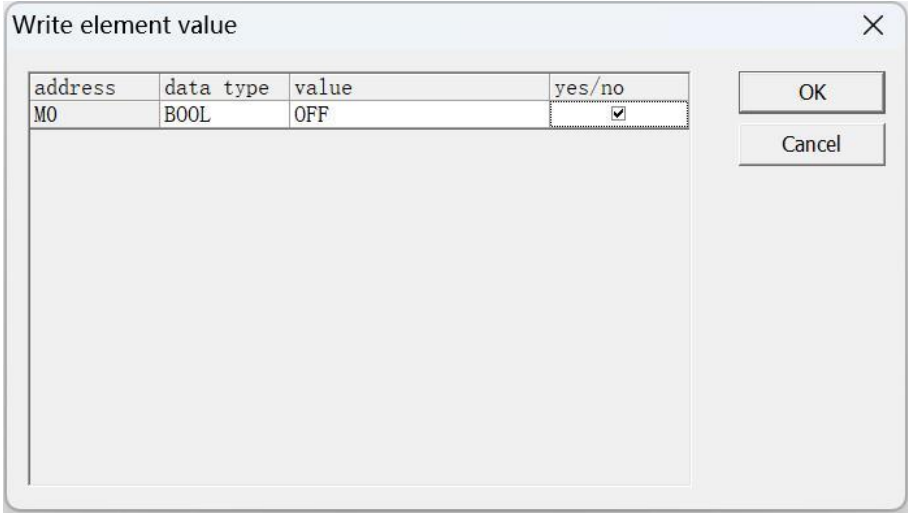 Write element value
address data type value yes/no
M0 BOOL OFF
OK
Cancel